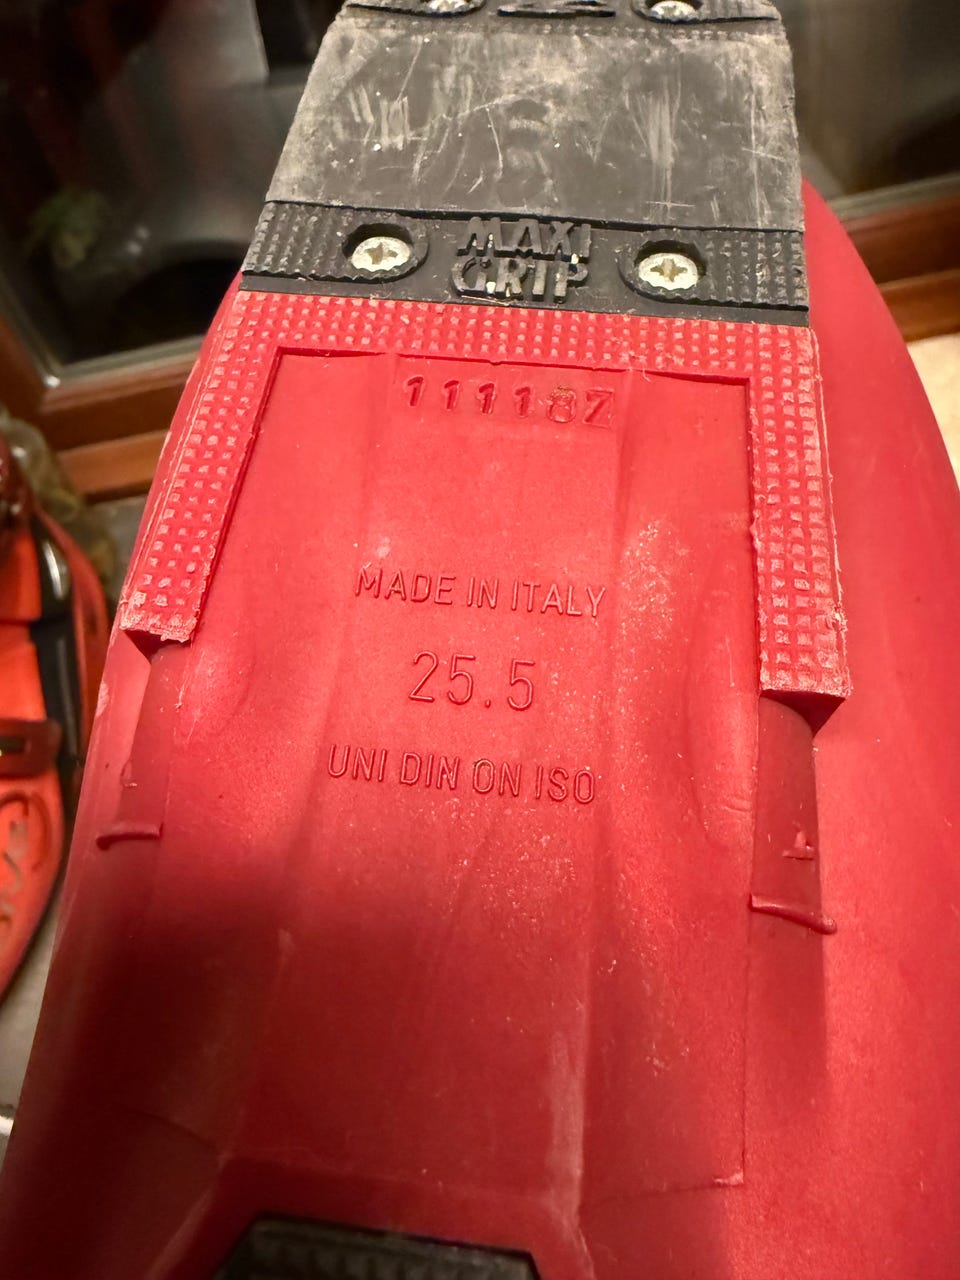 MAXI
GRIP
111187
MADE IN ITALY
25.5
UNI DIN ON ISO